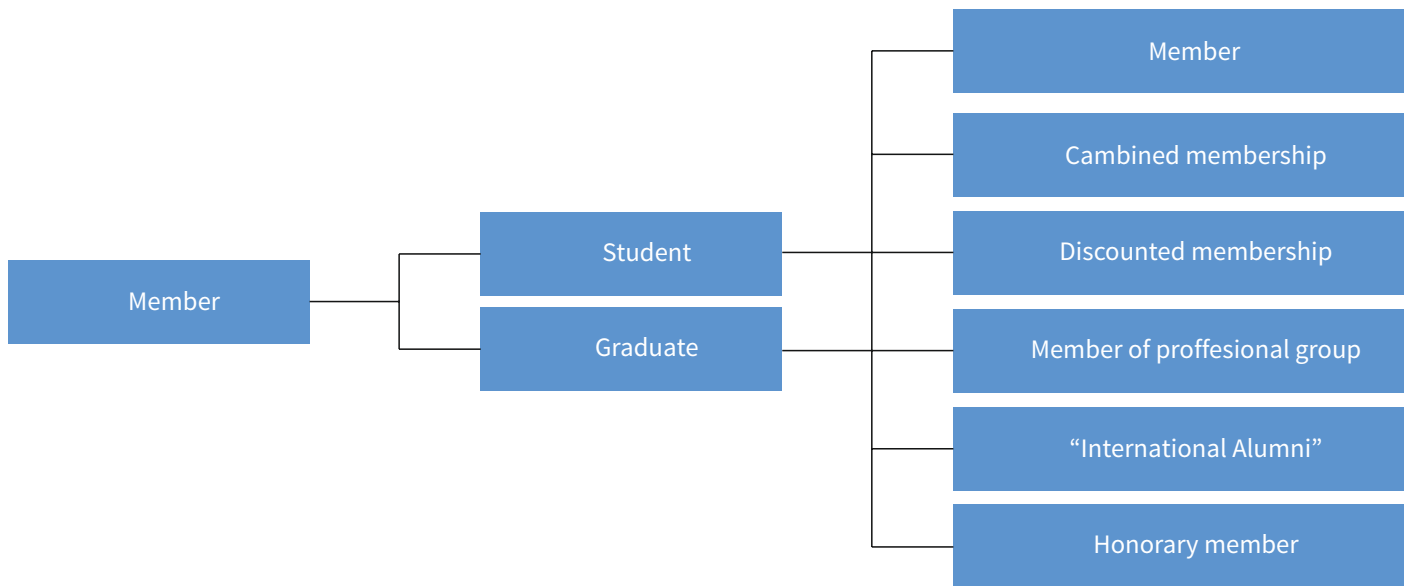 Member
Student
Graduate
Member
Cambined membership
Discounted membership
Member of proffesional group
“International Alumni”
Honorary member